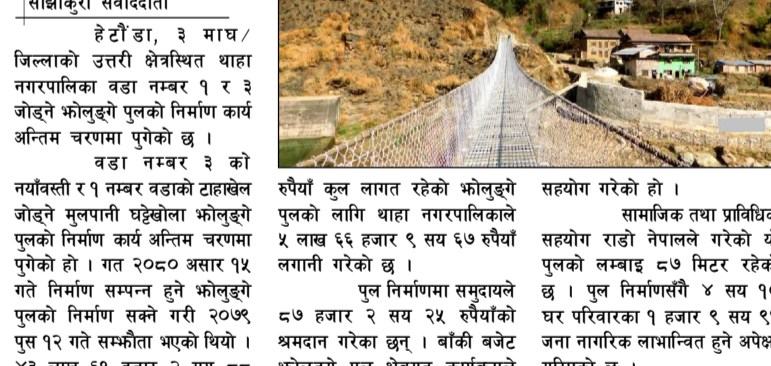 साझाकुरा संवाददाता
हेटौंडा, ३ माघ/
जिल्लाको उत्तरी क्षेत्रस्थित थाहा
नगरपालिका वडा नम्बर १ र ३
जोड्ने झोलुङ्गे पुलको निर्माण कार्य
अन्तिम चरणमा पुगेको छ ।
वडा नम्बर ३ को
नयाँवस्ती र १ नम्बर वडाको टाहाखेल
जोड्ने मुलपानी घट्टेखोला झोलुङ्गे
पुलको निर्माण कार्य अन्तिम चरणमा
पुगेको हो । गत २०८० असार १५
गते निर्माण सम्पन्न हुने झोलुङ्गे
पुलको निर्माण सक्ने गरी २०७९
पुस १२ गते सम्झौता भएको थियो ।
रुपैयाँ कुल लागत रहेको झोलुङ्गे
पुलको लागि थाहा नगरपालिकाले
५ लाख ६६ हजार ९ सय ६७ रुपैयाँ
लगानी गरेको छ ।
पुल निर्माणमा समुदायले
८७ हजार २ सय २५ रुपैयाँको
श्रमदान गरेका छन् । बाँकी बजेट
सहयोग गरेको हो ।
सामाजिक तथा प्राविधिक
सहयोग राडो नेपालले गरेको
पुलको लम्बाइ ८७ मिटर
छ । पुल निर्माणसँगै ४ सय
घर परिवारका १ हजार ९ सय
जना नागरिक लाभान्वित हुने